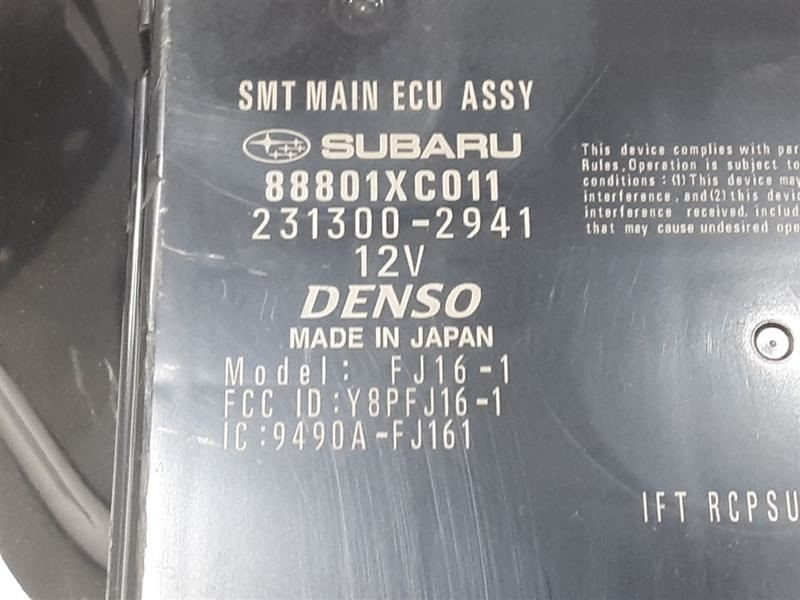 SMT MAIN ECU ASSY
SUBARU
88801XC011
231300-2941
12V
DENSO
MADE IN JAPAN
Model: FJ16-1
FCC ID:Y8PFJ16-1
IC:9490A-FJ161
This device complies with par
Rules,Operation is subject to
conditions:(1)This device may
interference,and(2)this devic
interference received,includ
that may cause undesired ope
IFT RCPSU